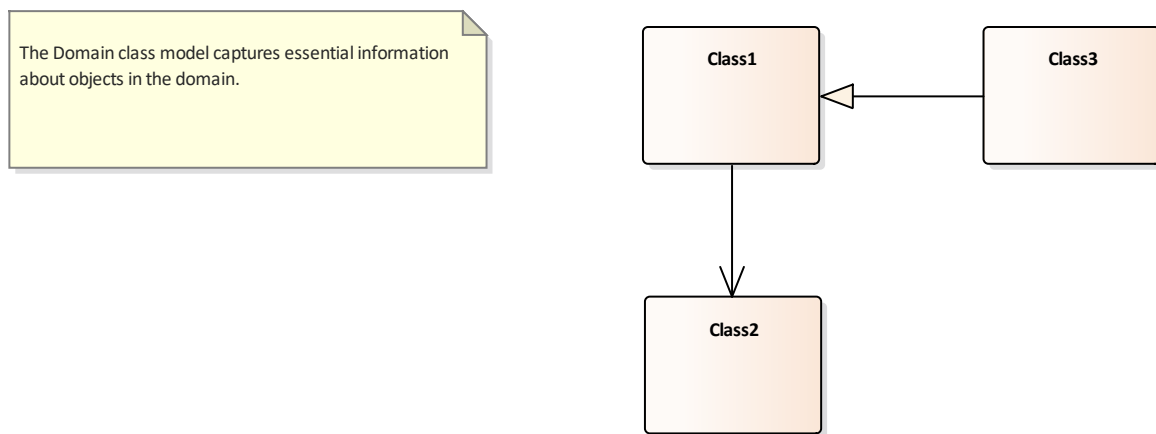 The Domain class model captures essential information
about objects in the domain.
Class1
Class3
Class2